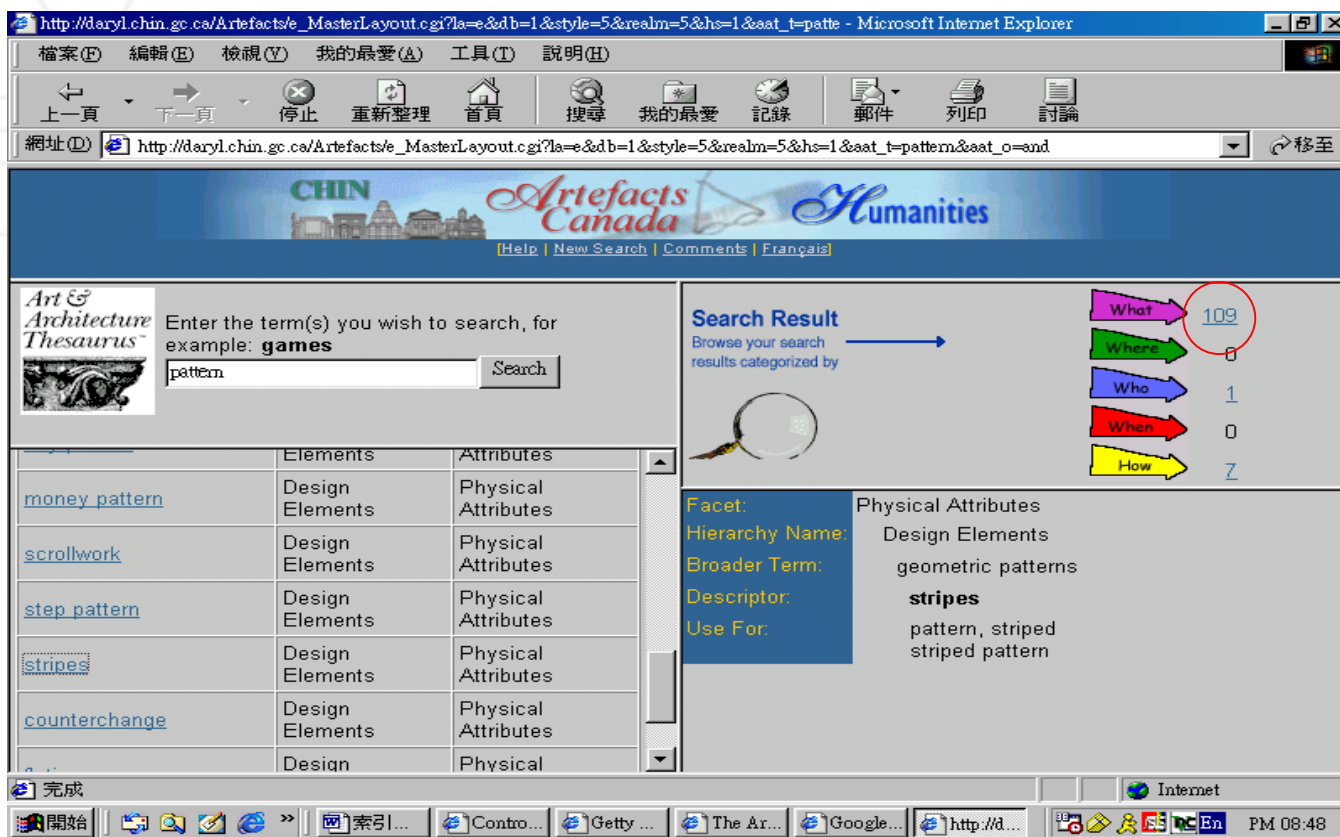 http://daryl.chin.gc.ca/Artefacts/e_MasterLayout.cgi?la=e&db=1&style=5&realm=5&hs=1&aat_t=patte - Microsoft Internet Explorer
檔案(F) 編輯(E) 檢視(V) 我的最愛(A) 工具(T) 說明(H)
上一頁 下一頁 停止 重新整理 首頁 搜尋 我的最愛 記錄 郵件 列印 討論
網址(D) http://daryl.chin.gc.ca/Artefacts/e_MasterLayout.cgi?la=e&db=1&style=5&realm=5&hs=1&aat_t=pattern&aat_o=and 移至
CHIN Artefacts Canada Humanities
[Help | New Search | Comments | Français]
Art &
Architecture
Thesaurus™
Enter the term(s) you wish to search, for
example: games
pattern Search
Search Result
Browse your search
results categorized by
What 109
Where 0
Who 1
When 0
How 7
Elements Attributes
money pattern Design Elements Physical Attributes
scrollwork Design Elements Physical Attributes
step pattern Design Elements Physical Attributes
stripes Design Elements Physical Attributes
counterchange Design Elements Physical Attributes
Design Physical
Facet: Physical Attributes
Hierarchy Name: Design Elements
Broader Term: geometric patterns
Descriptor: stripes
Use For: pattern, striped
striped pattern
完成 Internet
開始 » 索引... Contro... Getty ... The Ar... Google... http://d... En PM 08:48